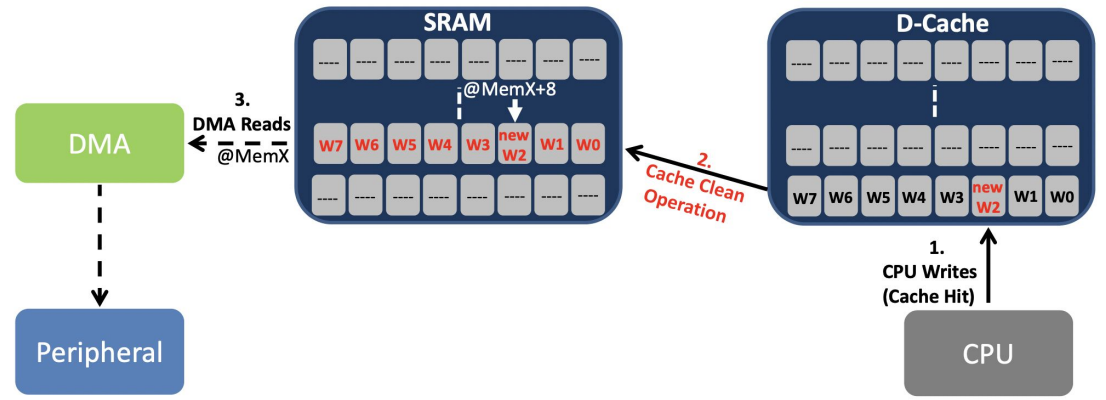 SRAM
---- ---- ---- ---- ---- ---- ---- ----
@MemX+8
W7 W6 W5 W4 W3 new W2 W1 W0
---- ---- ---- ---- ---- ---- ---- ----
D-Cache
---- ---- ---- ---- ---- ---- ---- ----
---- ---- ---- ---- ---- ---- ---- ----
W7 W6 W5 W4 W3 new W2 W1 W0
DMA
3.
DMA Reads
@MemX
2.
Cache Clean
Operation
1.
CPU Writes
(Cache Hit)
Peripheral
CPU